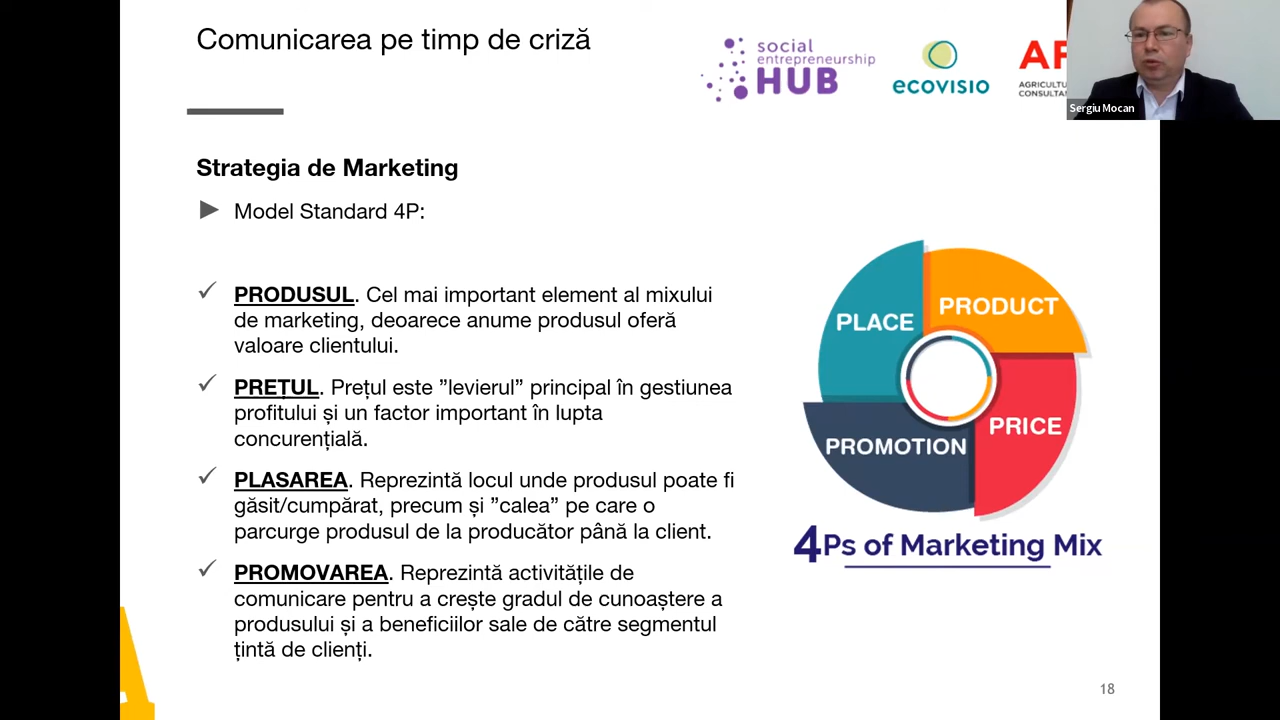 Comunicarea pe timp de criză
social
entrepreneurship
HUB
ecovisio
Sergiu Mocan
Strategia de Marketing
Model Standard 4P:
PRODUSUL. Cel mai important element al mixului
de marketing, deoarece anume produsul oferă
valoare clientului.
PREȚUL. Prețul este ”levierul” principal în gestiunea
profitului și un factor important în lupta
concurențială.
PLASAREA. Reprezintă locul unde produsul poate fi
găsit/cumpărat, precum și ”calea” pe care o
parcurge produsul de la producător până la client.
PROMOVAREA. Reprezintă activitățile de
comunicare pentru a crește gradul de cunoaștere a
produsului și a beneficiilor sale de către segmentul
țintă de clienți.
PLACE
PRODUCT
PRICE
PROMOTION
4Ps of Marketing Mix
18